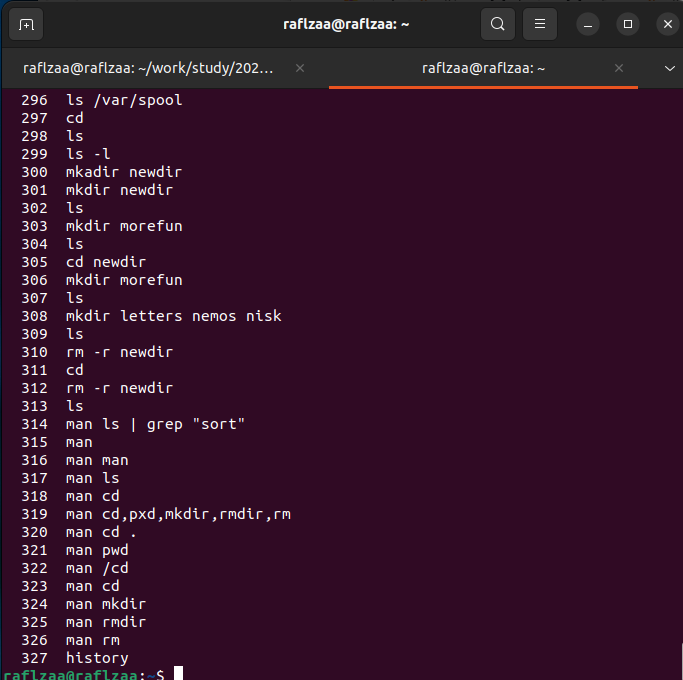 raflzaa@raflzaa: ~
raflzaa@raflzaa: ~/work/study/202...
raflzaa@raflzaa: ~
296 ls /var/spool
297 cd
298 ls
299 ls -l
300 mkadir newdir
301 mkdir newdir
302 ls
303 mkdir morefun
304 ls
305 cd newdir
306 mkdir morefun
307 ls
308 mkdir letters nemos nisk
309 ls
310 rm -r newdir
311 cd
312 rm -r newdir
313 ls
314 man ls | grep "sort"
315 man
316 man man
317 man ls
318 man cd
319 man cd,pxd,mkdir,rmdir,rm
320 man cd .
321 man pwd
322 man /cd
323 man cd
324 man mkdir
325 man rmdir
326 man rm
327 history
raflzaa@raflzaa:~$